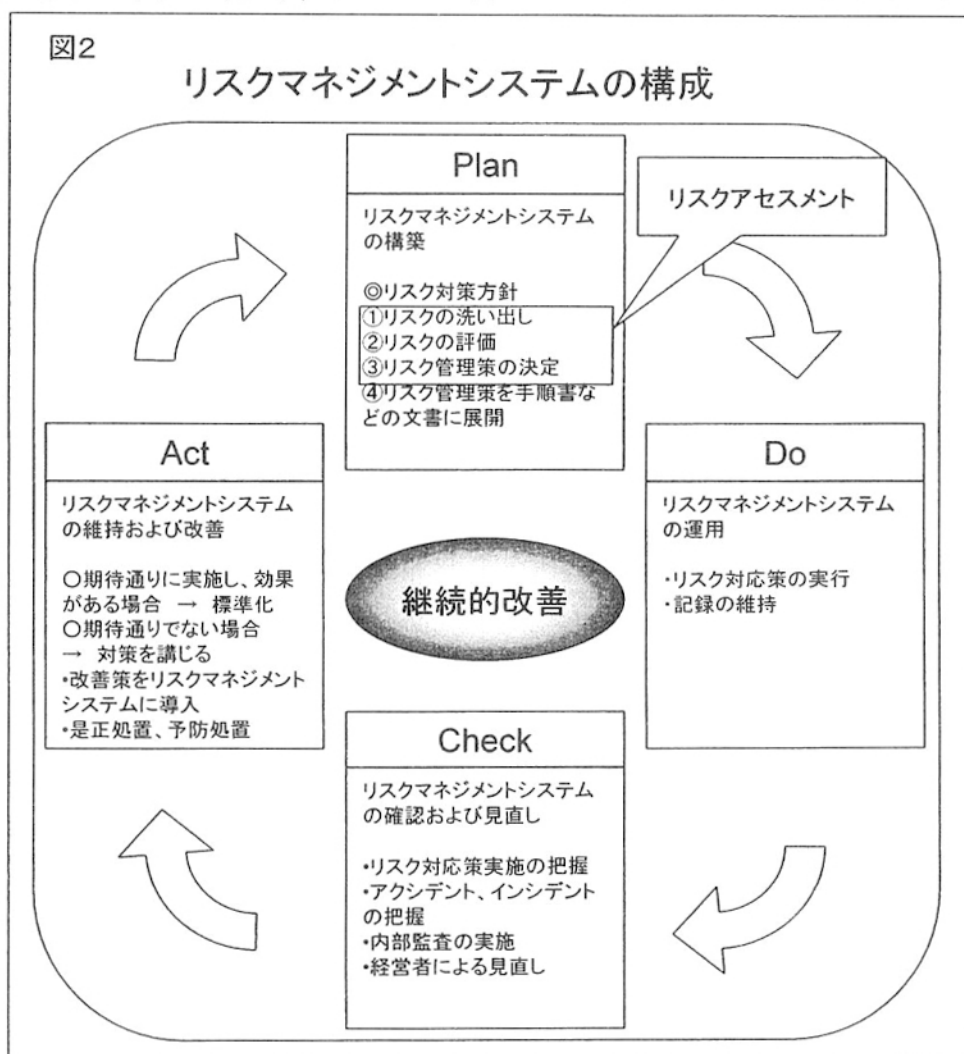 図2
リスクマネジメントシステムの構成
Plan
リスクマネジメントシステム
の構築
◎リスク対策方針
①リスクの洗い出し
②リスクの評価
③リスク管理策の決定
④リスク管理策を手順書な
どの文書に展開
リスクアセスメント
Do
リスクマネジメントシステム
の運用
・リスク対応策の実行
・記録の維持
Check
リスクマネジメントシステム
の確認および見直し
・リスク対応策実施の把握
・アクシデント、インシデント
の把握
・内部監査の実施
・経営者による見直し
Act
リスクマネジメントシステム
の維持および改善
〇期待通りに実施し、効果
がある場合 → 標準化
〇期待通りでない場合
→ 対策を講じる
・改善策をリスクマネジメント
システムに導入
・是正処置、予防処置
継続的改善